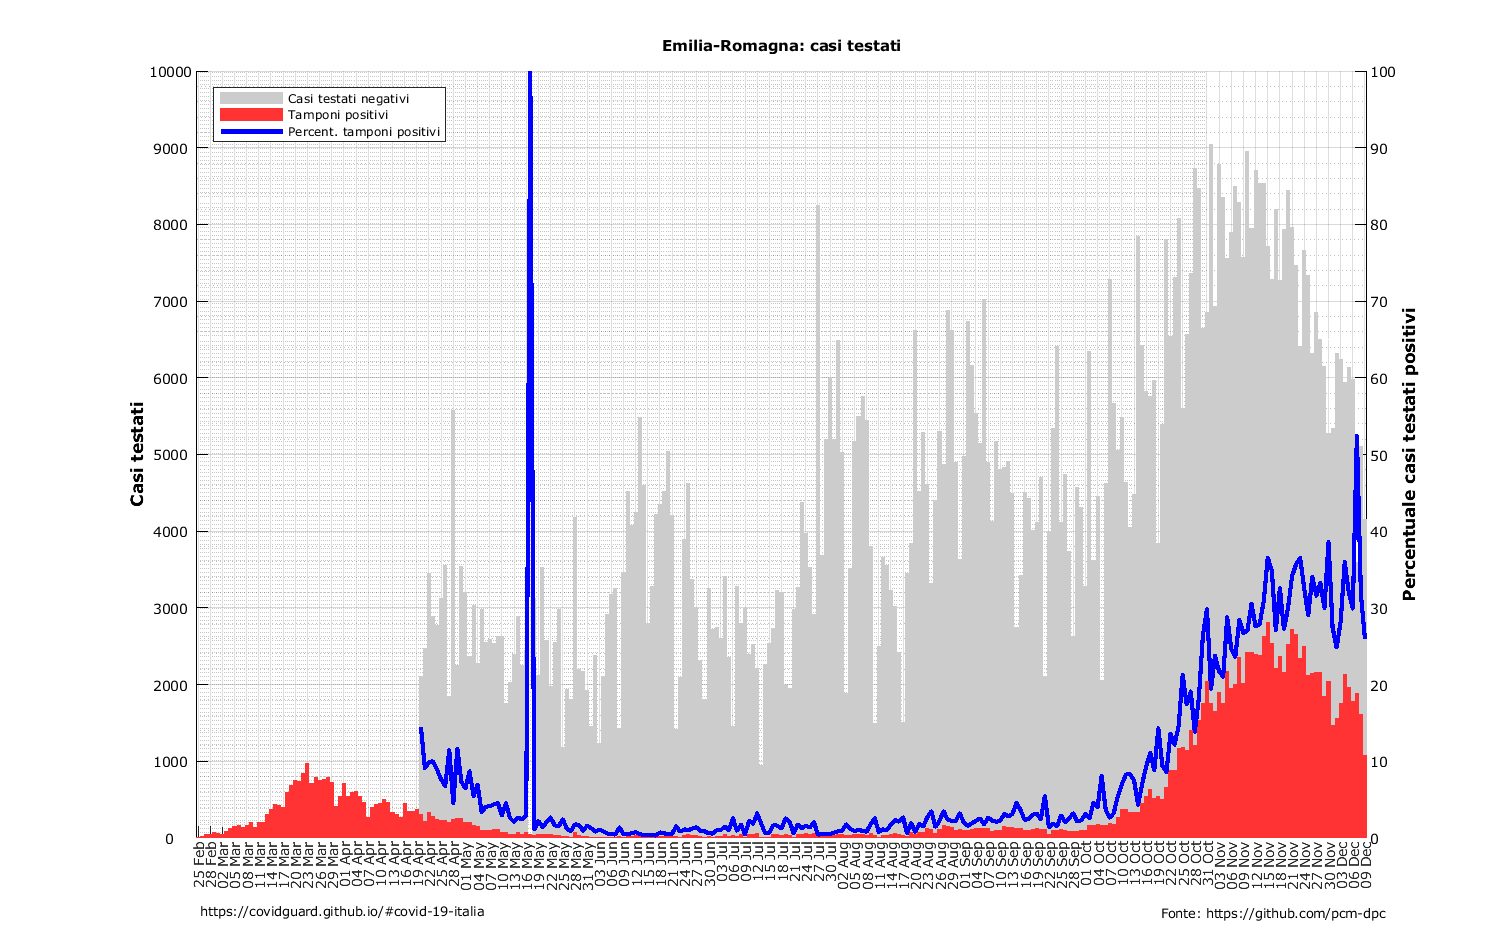 Emilia-Romagna: casi testati
Casi testati negativi
Tamponi positivi
Percent. tamponi positivi
Casi testati
10000
9000
8000
7000
6000
5000
4000
3000
2000
1000
0
100
90
80
70
60
50
40
30
20
10
0
Percentuale casi testati positivi
25 Feb
28 Feb
02 Mar
05 Mar
08 Mar
11 Mar
14 Mar
17 Mar
20 Mar
23 Mar
26 Mar
29 Mar
01 Apr
04 Apr
07 Apr
10 Apr
13 Apr
16 Apr
19 Apr
22 Apr
25 Apr
28 Apr
01 May
04 May
07 May
10 May
13 May
16 May
19 May
22 May
25 May
28 May
31 May
03 Jun
06 Jun
09 Jun
12 Jun
15 Jun
18 Jun
21 Jun
24 Jun
27 Jun
30 Jun
03 Jul
06 Jul
09 Jul
12 Jul
15 Jul
18 Jul
21 Jul
24 Jul
27 Jul
30 Jul
02 Aug
05 Aug
08 Aug
11 Aug
14 Aug
17 Aug
20 Aug
23 Aug
26 Aug
29 Aug
01 Sep
04 Sep
07 Sep
10 Sep
13 Sep
16 Sep
19 Sep
22 Sep
25 Sep
28 Sep
01 Oct
04 Oct
07 Oct
10 Oct
13 Oct
16 Oct
19 Oct
22 Oct
25 Oct
28 Oct
31 Oct
03 Nov
06 Nov
09 Nov
12 Nov
15 Nov
18 Nov
21 Nov
24 Nov
27 Nov
30 Nov
03 Dec
06 Dec
09 Dec
https://covidguard.github.io/#covid-19-italia
Fonte: https://github.com/pcm-dpc